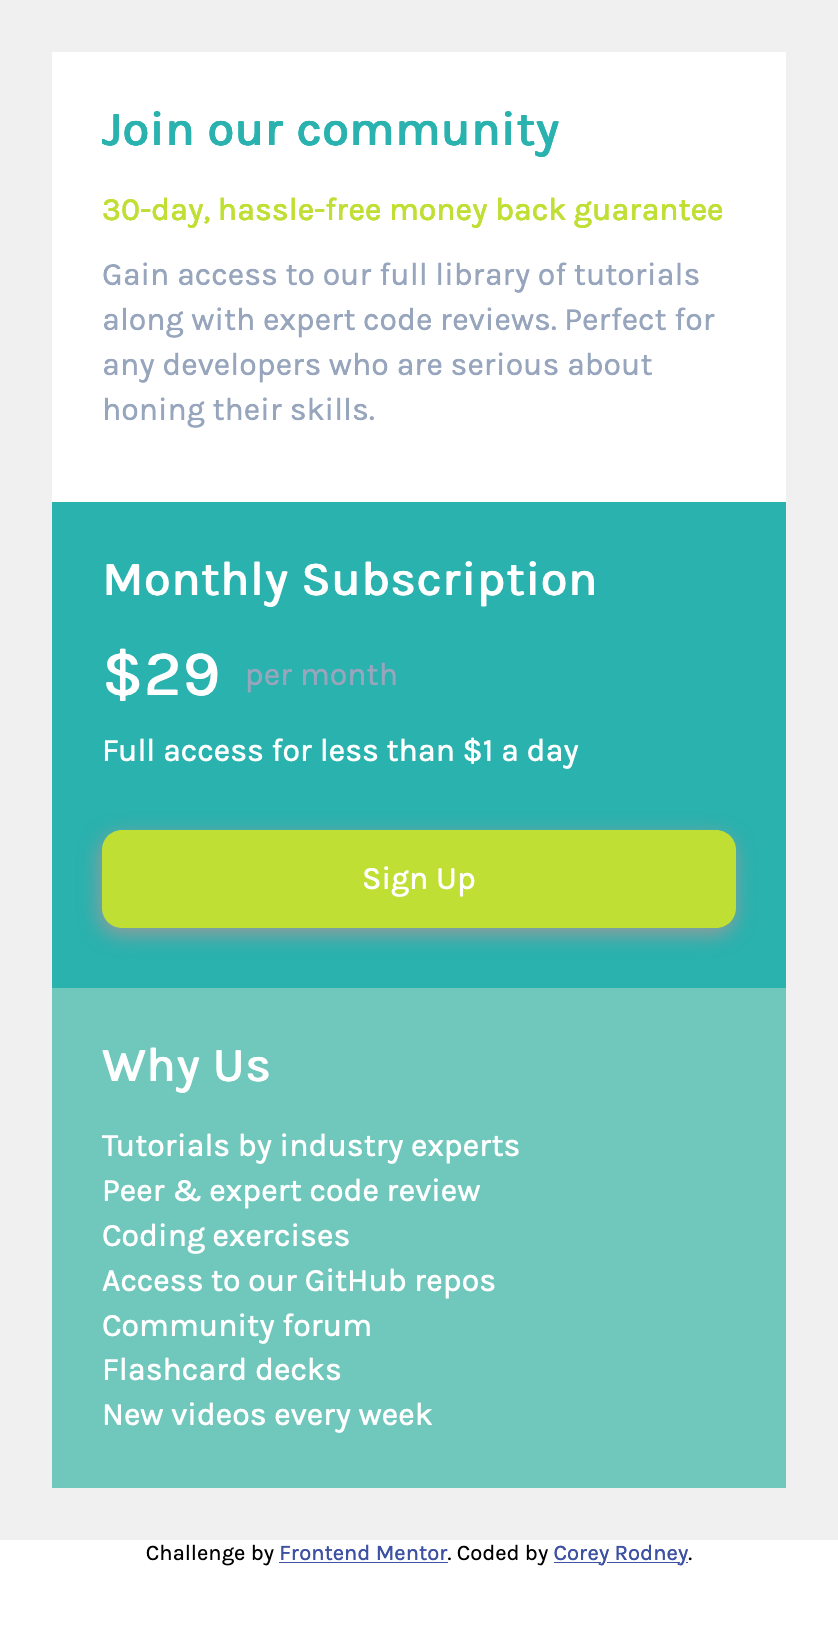 Join our community
30-day, hassle-free money back guarantee
Gain access to our full library of tutorials
along with expert code reviews. Perfect for
any developers who are serious about
honing their skills.
Monthly Subscription
$29 per month
Full access for less than $1 a day
Sign Up
Why Us
Tutorials by industry experts
Peer & expert code review
Coding exercises
Access to our GitHub repos
Community forum
Flashcard decks
New videos every week
Challenge by Frontend Mentor. Coded by Corey Rodney.